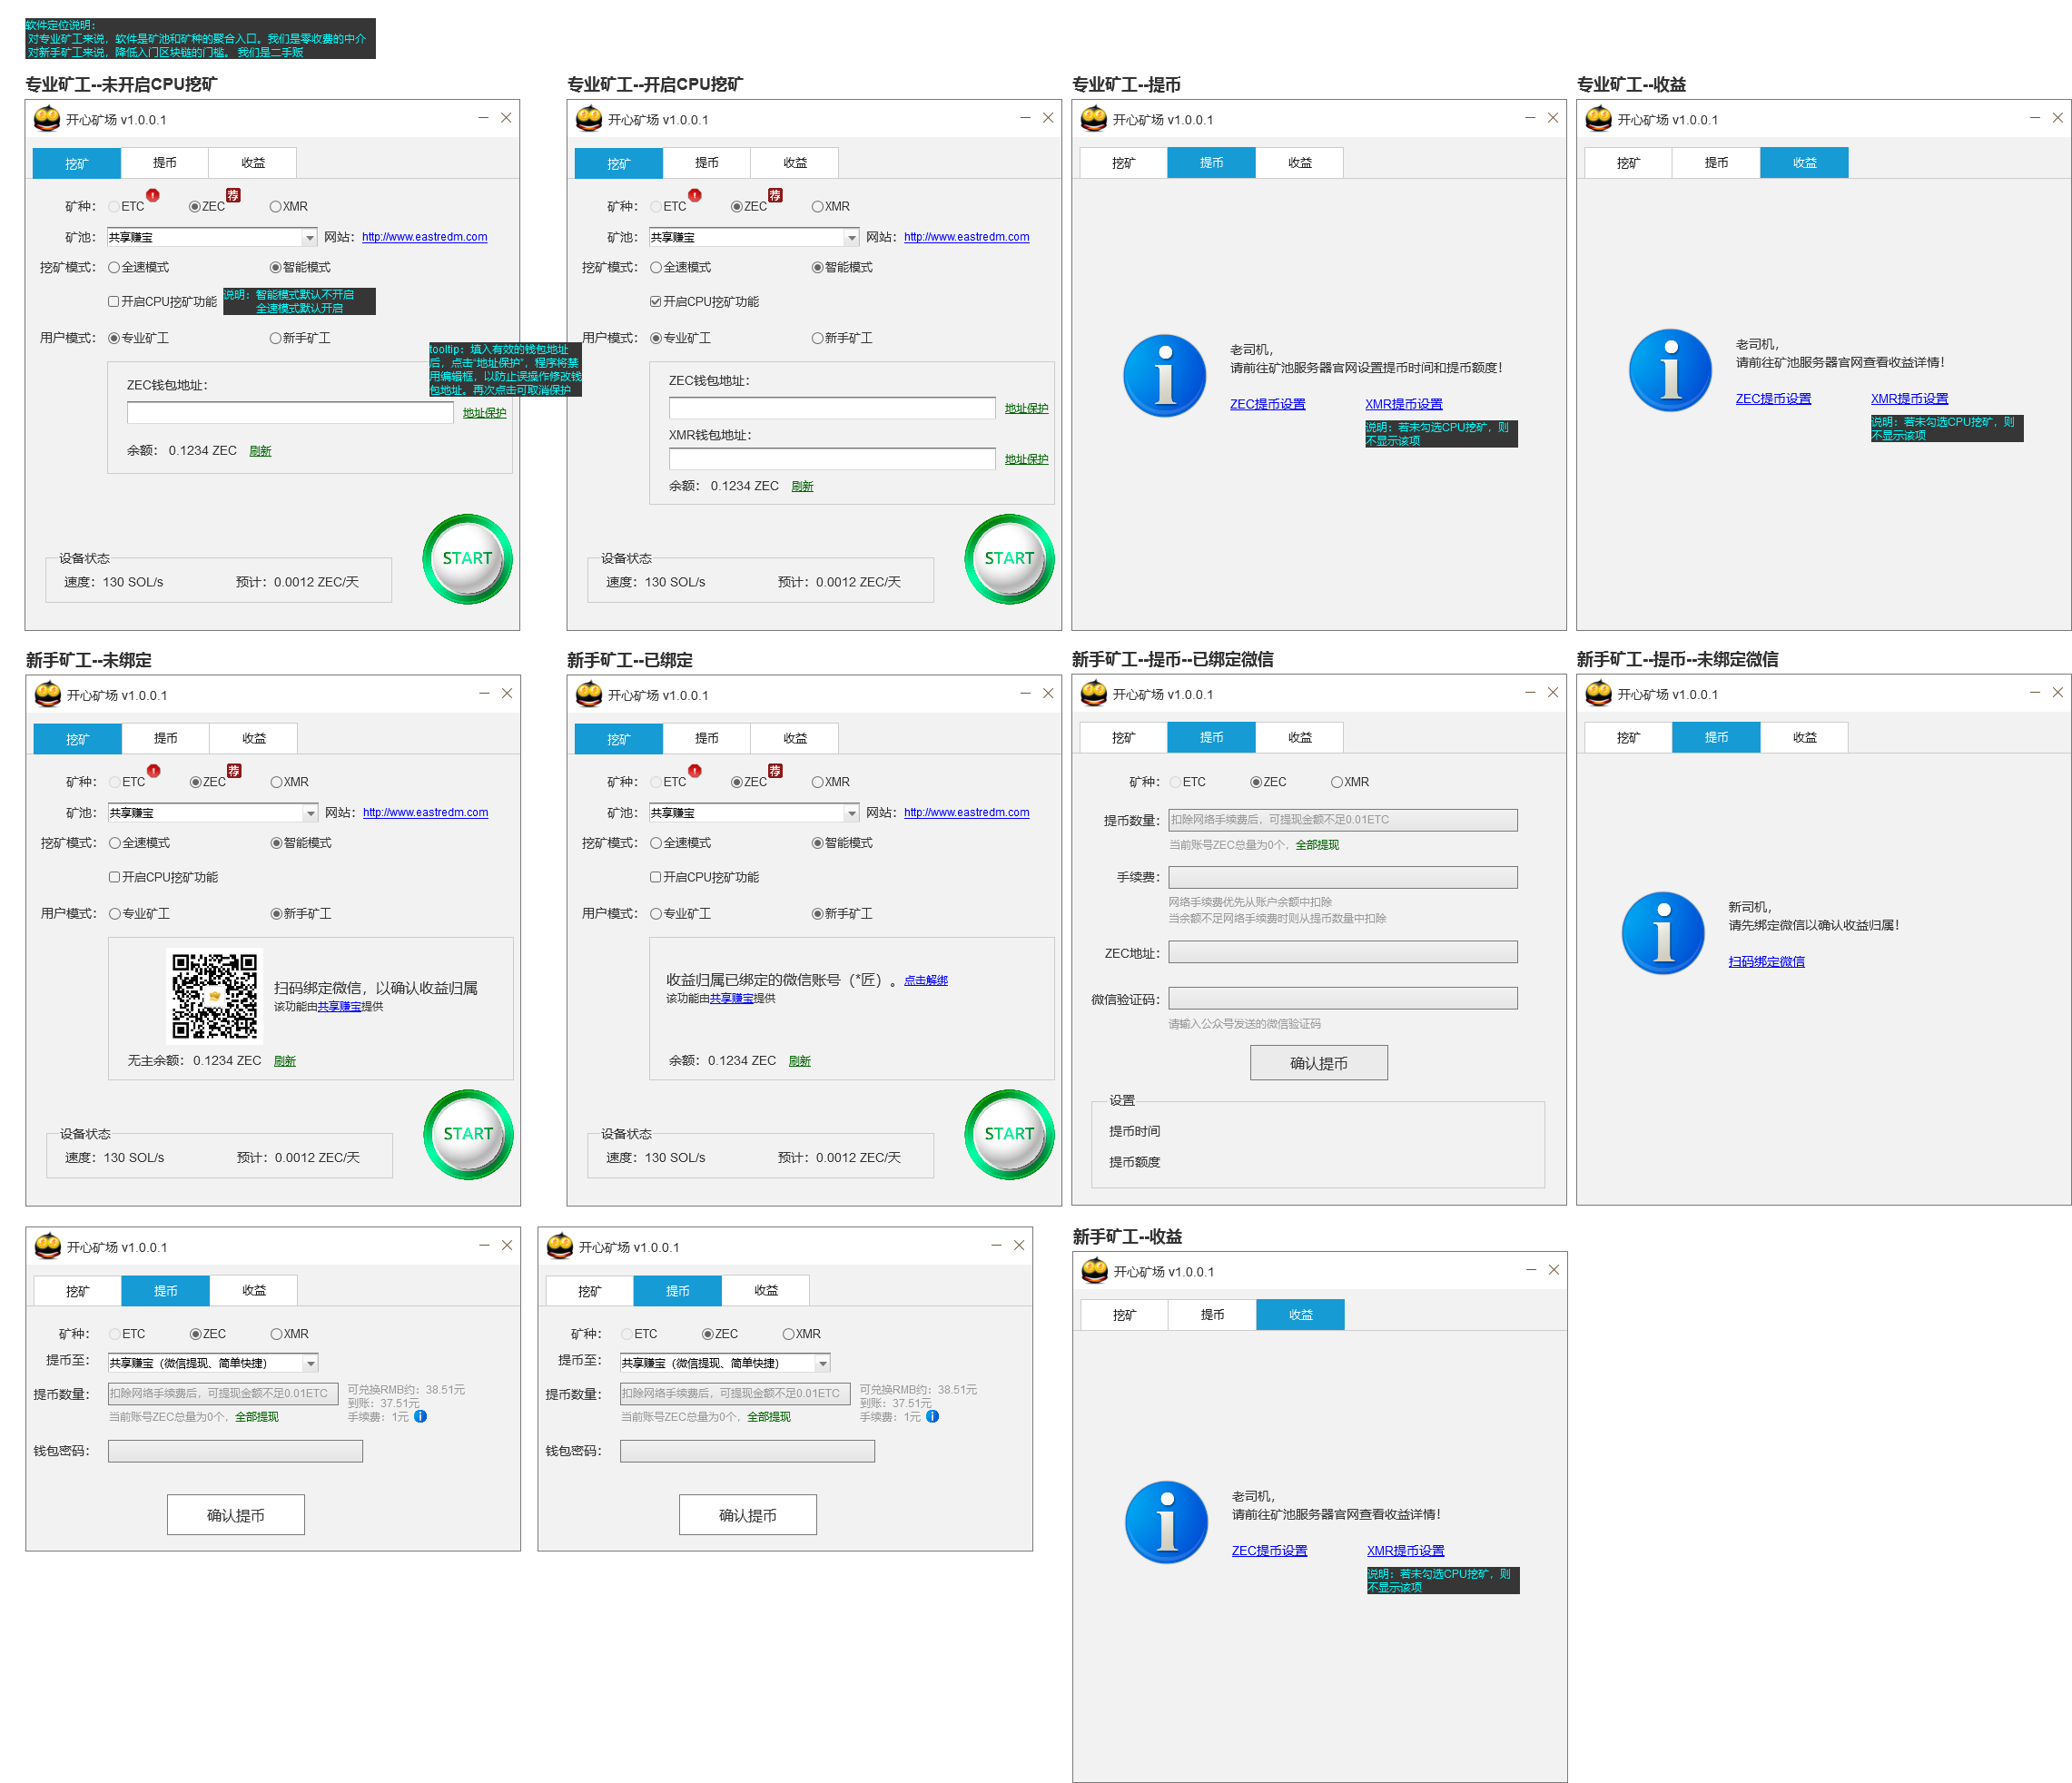 软件定位说明：
对专业矿工来说，软件是矿池和矿种的聚合入口。我们是零收费的中介
对新手矿工来说，降低入门区块链的门槛。 我们是二手贩
专业矿工--未开启CPU挖矿
开心矿场 v1.0.0.1
挖矿 提币 收益
矿种： ETC ZEC 荐 XMR
矿池： 共享赚宝 网站： http://www.eastredm.com
挖矿模式： 全速模式 智能模式
开启CPU挖矿功能 说明：智能模式默认不开启
全速模式默认开启
用户模式： 专业矿工 新手矿工
tooltip：填入有效的钱包地址
后，点击“地址保护”，程序将禁
用编辑框，以防止误操作修改钱
包地址。再次点击可取消保护
ZEC钱包地址：
地址保护
余额： 0.1234 ZEC 刷新
START
设备状态
速度：130 SOL/s 预计：0.0012 ZEC/天
专业矿工--开启CPU挖矿
开心矿场 v1.0.0.1
挖矿 提币 收益
矿种： ETC ZEC 荐 XMR
矿池： 共享赚宝 网站： http://www.eastredm.com
挖矿模式： 全速模式 智能模式
开启CPU挖矿功能
用户模式： 专业矿工 新手矿工
ZEC钱包地址：
地址保护
XMR钱包地址：
地址保护
余额： 0.1234 ZEC 刷新
START
设备状态
速度：130 SOL/s 预计：0.0012 ZEC/天
专业矿工--提币
开心矿场 v1.0.0.1
挖矿 提币 收益
老司机，
请前往矿池服务器官网设置提币时间和提币额度！
ZEC提币设置 XMR提币设置
说明：若未勾选CPU挖矿，则
不显示该项
专业矿工--收益
开心矿场 v1.0.0.1
挖矿 提币 收益
老司机，
请前往矿池服务器官网查看收益详情！
ZEC提币设置 XMR提币设置
说明：若未勾选CPU挖矿，则
不显示该项
新手矿工--未绑定
开心矿场 v1.0.0.1
挖矿 提币 收益
矿种： ETC ZEC 荐 XMR
矿池： 共享赚宝 网站： http://www.eastredm.com
挖矿模式： 全速模式 智能模式
开启CPU挖矿功能
用户模式： 专业矿工 新手矿工
扫码绑定微信，以确认收益归属
该功能由共享赚宝提供
无主余额： 0.1234 ZEC 刷新
START
设备状态
速度：130 SOL/s 预计：0.0012 ZEC/天
新手矿工--已绑定
开心矿场 v1.0.0.1
挖矿 提币 收益
矿种： ETC ZEC 荐 XMR
矿池： 共享赚宝 网站： http://www.eastredm.com
挖矿模式： 全速模式 智能模式
开启CPU挖矿功能
用户模式： 专业矿工 新手矿工
收益归属已绑定的微信账号（*匠）。点击解绑
该功能由共享赚宝提供
余额： 0.1234 ZEC 刷新
START
设备状态
速度：130 SOL/s 预计：0.0012 ZEC/天
新手矿工--提币--已绑定微信
开心矿场 v1.0.0.1
挖矿 提币 收益
矿种： ETC ZEC XMR
提币数量： 扣除网络手续费后，可提现金额不足0.01ETC
当前账号ZEC总量为0个，全部提现
手续费：
网络手续费优先从账户余额中扣除
当余额不足网络手续费时则从提币数量中扣除
ZEC地址：
微信验证码：
请输入公众号发送的微信验证码
确认提币
设置
提币时间
提币额度
新手矿工--提币--未绑定微信
开心矿场 v1.0.0.1
挖矿 提币 收益
新司机，
请先绑定微信以确认收益归属！
扫码绑定微信
开心矿场 v1.0.0.1
挖矿 提币 收益
矿种： ETC ZEC XMR
提币至： 共享赚宝（微信提现、简单快捷）
提币数量： 扣除网络手续费后，可提现金额不足0.01ETC
可兑换RMB约：38.51元
到账：37.51元
手续费：1元
当前账号ZEC总量为0个，全部提现
钱包密码：
确认提币
开心矿场 v1.0.0.1
挖矿 提币 收益
矿种： ETC ZEC XMR
提币至： 共享赚宝（微信提现、简单快捷）
提币数量： 扣除网络手续费后，可提现金额不足0.01ETC
可兑换RMB约：38.51元
到账：37.51元
手续费：1元
当前账号ZEC总量为0个，全部提现
钱包密码：
确认提币
新手矿工--收益
开心矿场 v1.0.0.1
挖矿 提币 收益
老司机，
请前往矿池服务器官网查看收益详情！
ZEC提币设置 XMR提币设置
说明：若未勾选CPU挖矿，则
不显示该项